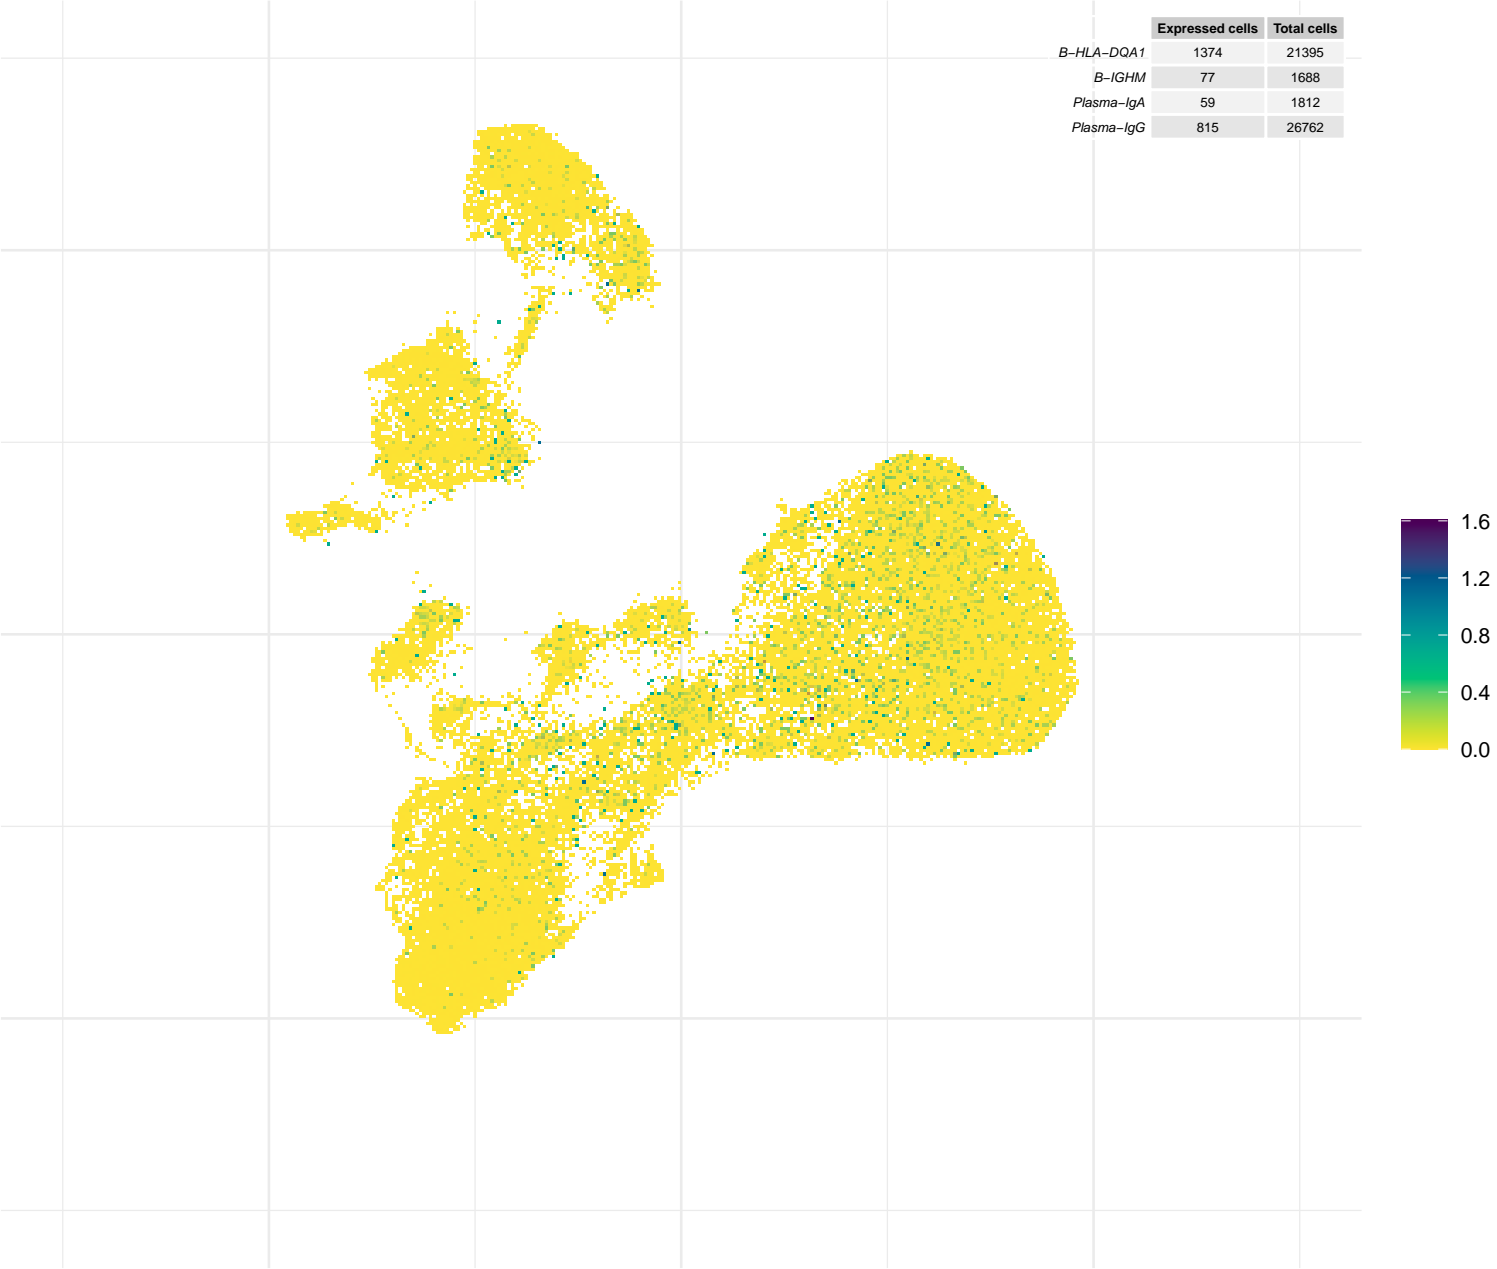 Expressed cells Total cells
B−HLA−DQA1 1374 21395
B−IGHM 77 1688
Plasma−IgA 59 1812
Plasma−IgG 815 26762
1.6
1.2
0.8
0.4
0.0